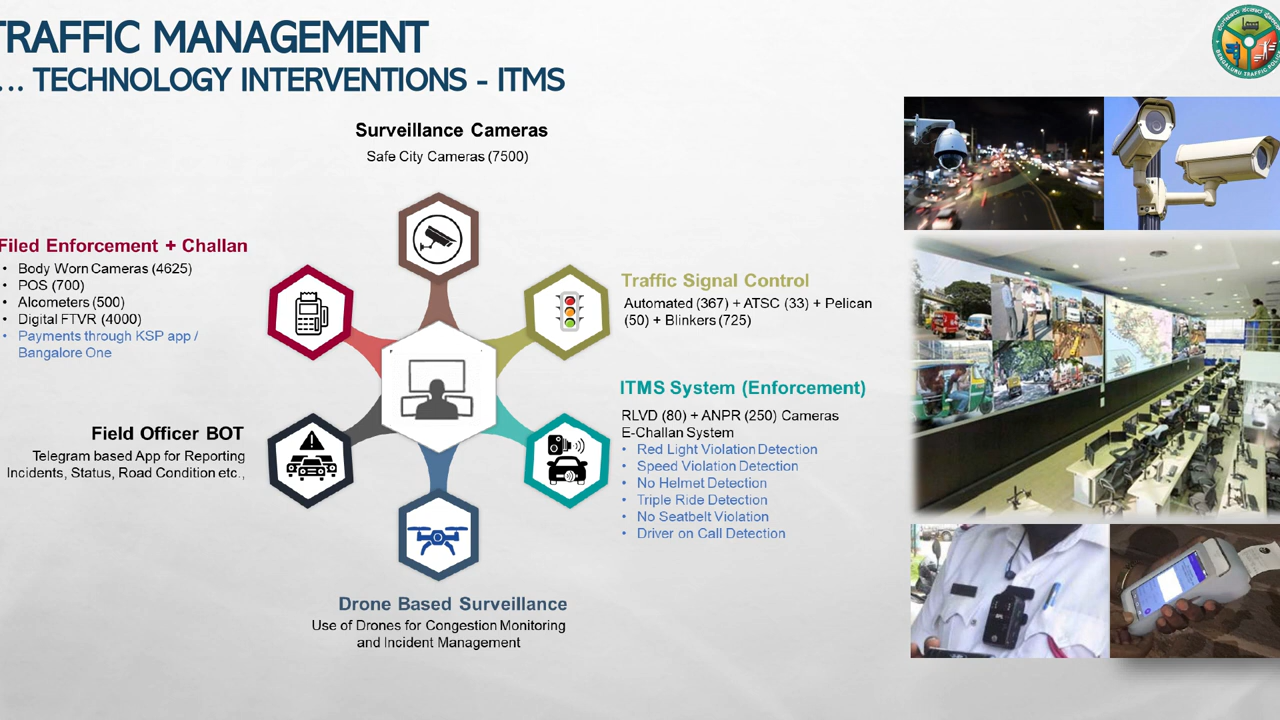 TRAFFIC MANAGEMENT
... TECHNOLOGY INTERVENTIONS - ITMS
Surveillance Cameras
Safe City Cameras (7500)
Filed Enforcement + Challan
• Body Worn Cameras (4625)
• POS (700)
• Alcometers (500)
• Digital FTVR (4000)
• Payments through KSP app /
Bangalore One
Traffic Signal Control
Automated (367) + ATSC (33) + Pelican
(50) + Blinkers (725)
ITMS System (Enforcement)
RLVD (80) + ANPR (250) Cameras
E-Challan System
• Red Light Violation Detection
• Speed Violation Detection
• No Helmet Detection
• Triple Ride Detection
• No Seatbelt Violation
• Driver on Call Detection
Field Officer BOT
Telegram based App for Reporting
Incidents, Status, Road Condition etc.,
Drone Based Surveillance
Use of Drones for Congestion Monitoring
and Incident Management
BENGALURU TRAFFIC POLICE